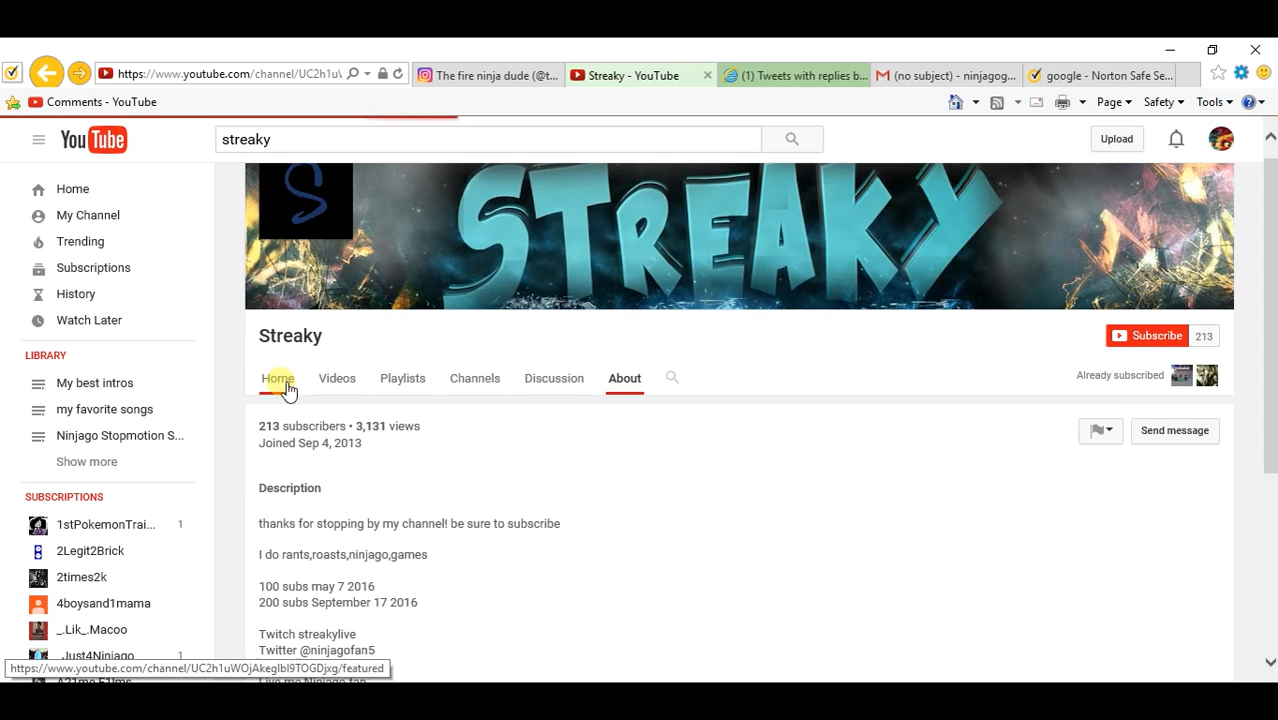 https://www.youtube.com/channel/UC2h1uV
The fire ninja dude (@t...
Streaky - YouTube
(1) Tweets with replies b...
(no subject) - ninjagog...
google - Norton Safe Se...
Comments - YouTube
Page
Safety
Tools
YouTube
streaky
Upload
Home
My Channel
Trending
Subscriptions
History
Watch Later
LIBRARY
My best intros
my favorite songs
Ninjago Stopmotion S...
Show more
SUBSCRIPTIONS
1stPokemonTrai...
1
2Legit2Brick
2times2k
4boysand1mama
_.Lik_.Macoo
_Just4Ninjago
1
S
STREAKY
Streaky
Subscribe
213
Home
Videos
Playlists
Channels
Discussion
About
Already subscribed
213 subscribers • 3,131 views
Joined Sep 4, 2013
Send message
Description
thanks for stopping by my channel! be sure to subscribe
I do rants,roasts,ninjago,games
100 subs may 7 2016
200 subs September 17 2016
Twitch streakylive
Twitter @ninjagofan5
https://www.youtube.com/channel/UC2h1uWOjAkegIbI9TOGDjxg/featured